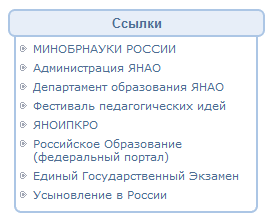 Ссылки
МИНОБРНАУКИ РОССИИ
Администрация ЯНАО
Департамент образования ЯНАО
Фестиваль педагогических идей
ЯНОИПКРО
Российское Образование
(федеральный портал)
Единый Государственный Экзамен
Усыновление в России